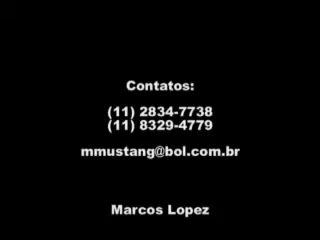 Contatos:
(11) 2834-7738
(11) 8329-4779
mmustang@bol.com.br
Marcos Lopez